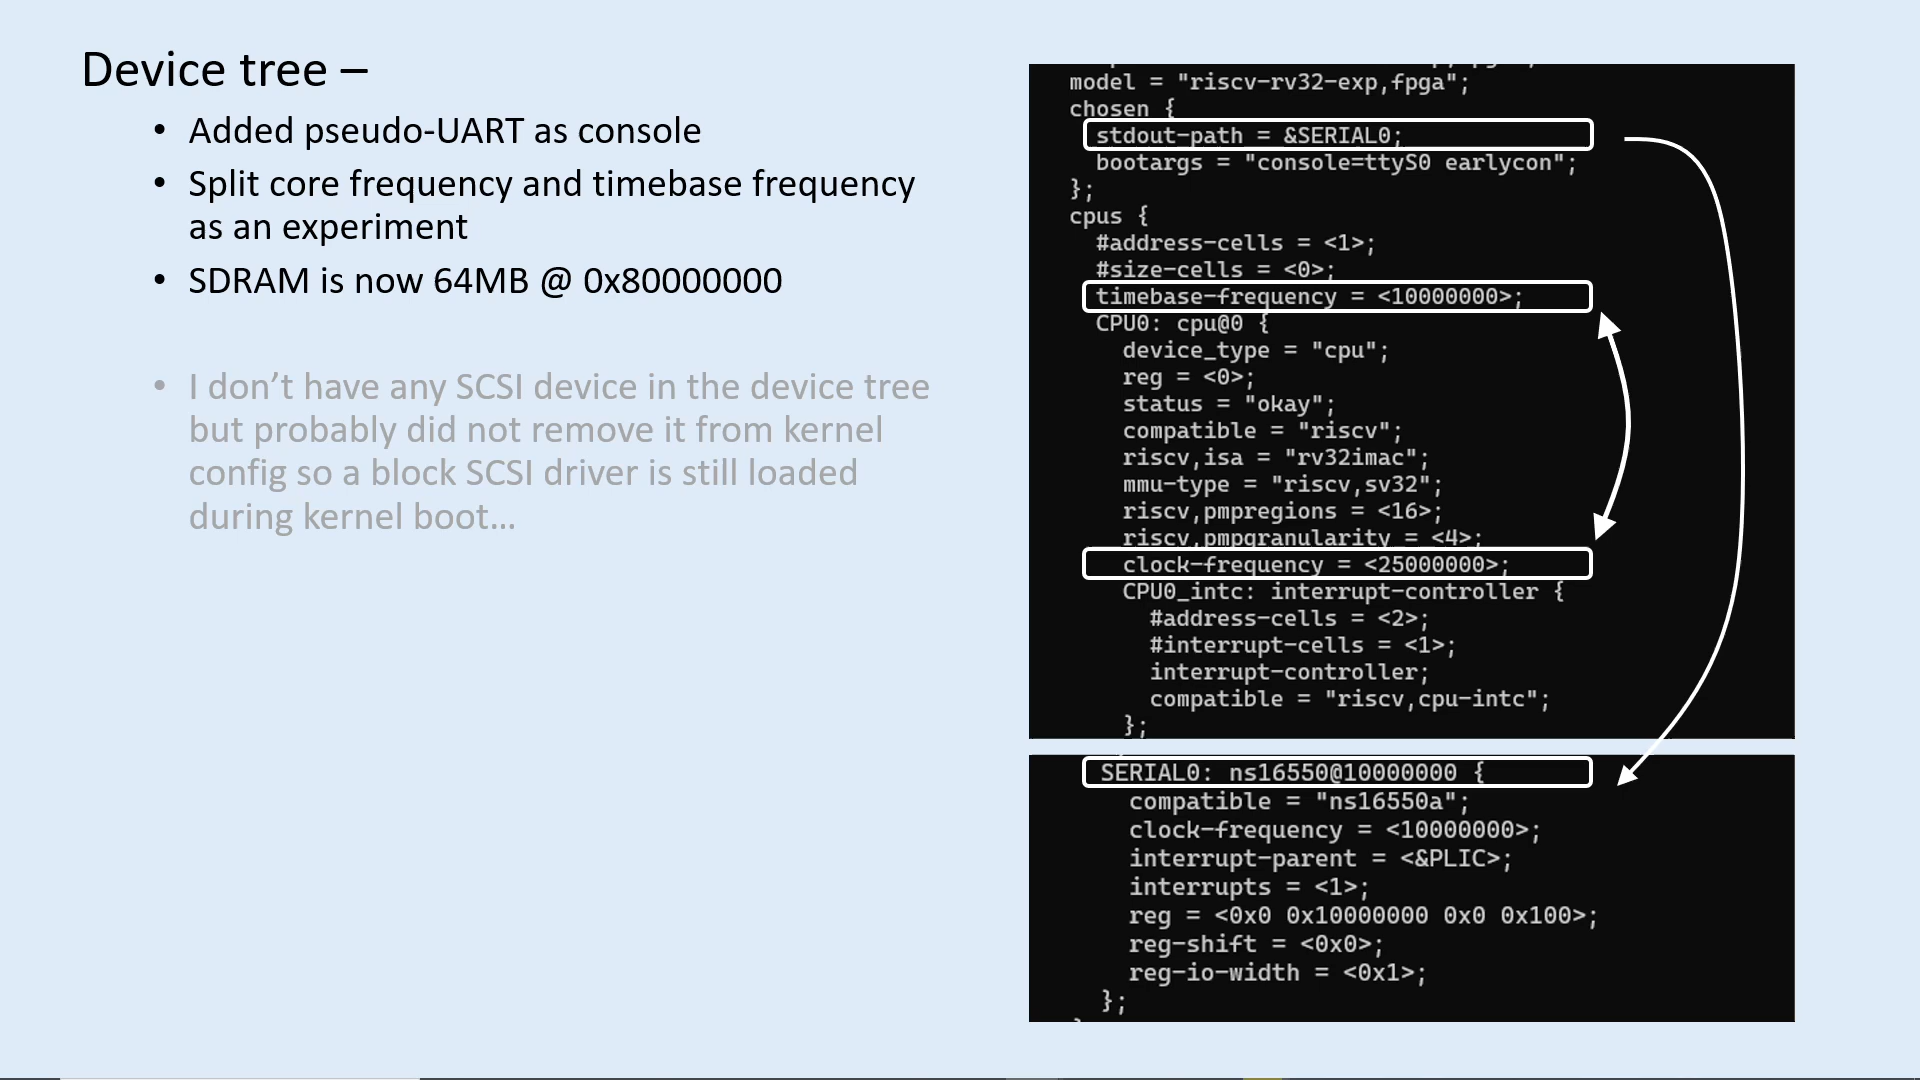 Device tree –
• Added pseudo-UART as console
• Split core frequency and timebase frequency
as an experiment
• SDRAM is now 64MB @ 0x80000000
• I don’t have any SCSI device in the device tree
but probably did not remove it from kernel
config so a block SCSI driver is still loaded
during kernel boot…
model = "riscv-rv32-exp,fpga";
chosen {
stdout-path = &SERIAL0;
bootargs = "console=ttyS0 earlycon";
};
cpus {
#address-cells = <1>;
#size-cells = <0>;
timebase-frequency = <10000000>;
CPU0: cpu@0 {
device_type = "cpu";
reg = <0>;
status = "okay";
compatible = "riscv";
riscv,isa = "rv32imac";
mmu-type = "riscv,sv32";
riscv,pmpregions = <16>;
riscv,pmpgranularity = <4>;
clock-frequency = <25000000>;
CPU0_intc: interrupt-controller {
#address-cells = <2>;
#interrupt-cells = <1>;
interrupt-controller;
compatible = "riscv,cpu-intc";
};
SERIAL0: ns16550@10000000 {
compatible = "ns16550a";
clock-frequency = <10000000>;
interrupt-parent = <&PLIC>;
interrupts = <1>;
reg = <0x0 0x10000000 0x0 0x100>;
reg-shift = <0x0>;
reg-io-width = <0x1>;
};